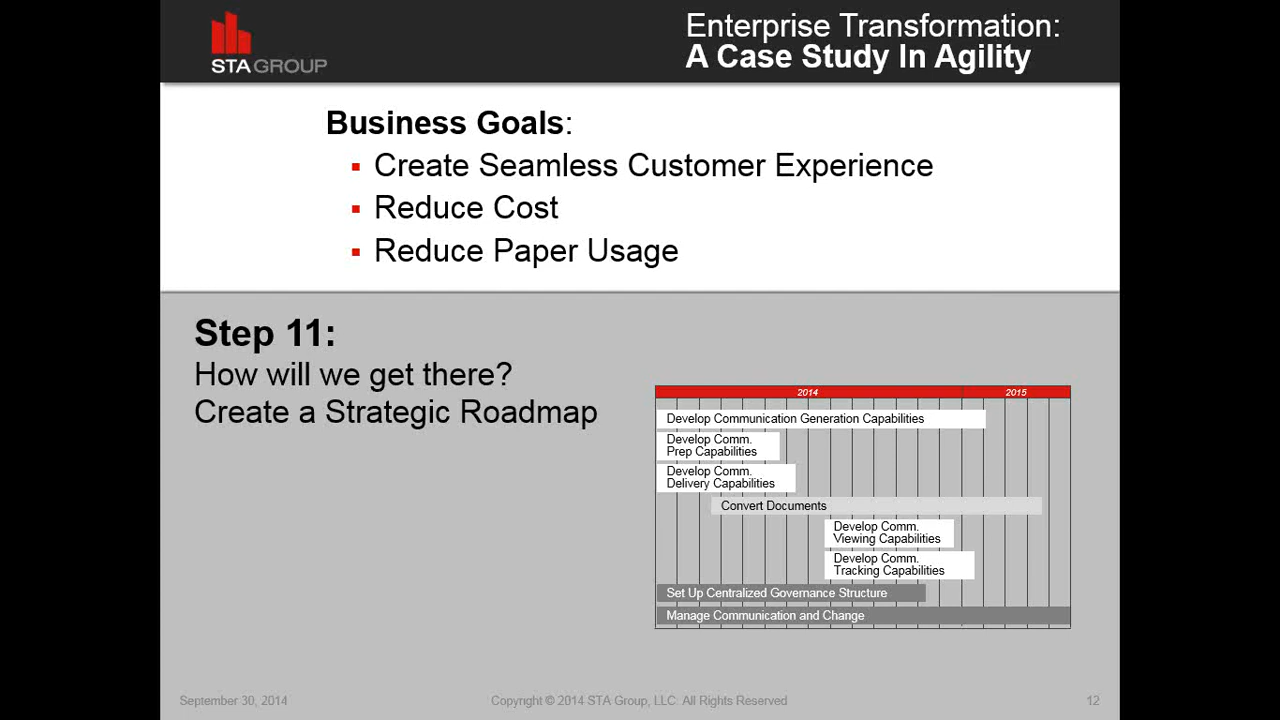 STA GROUP
Enterprise Transformation:
A Case Study In Agility
Business Goals:
Create Seamless Customer Experience
Reduce Cost
Reduce Paper Usage
Step 11:
How will we get there?
Create a Strategic Roadmap
2014 2015
Develop Communication Generation Capabilities
Develop Comm.
Prep Capabilities
Develop Comm.
Delivery Capabilities
Convert Documents
Develop Comm.
Viewing Capabilities
Develop Comm.
Tracking Capabilities
Set Up Centralized Governance Structure
Manage Communication and Change
September 30, 2014 Copyright © 2014 STA Group, LLC. All Rights Reserved 12